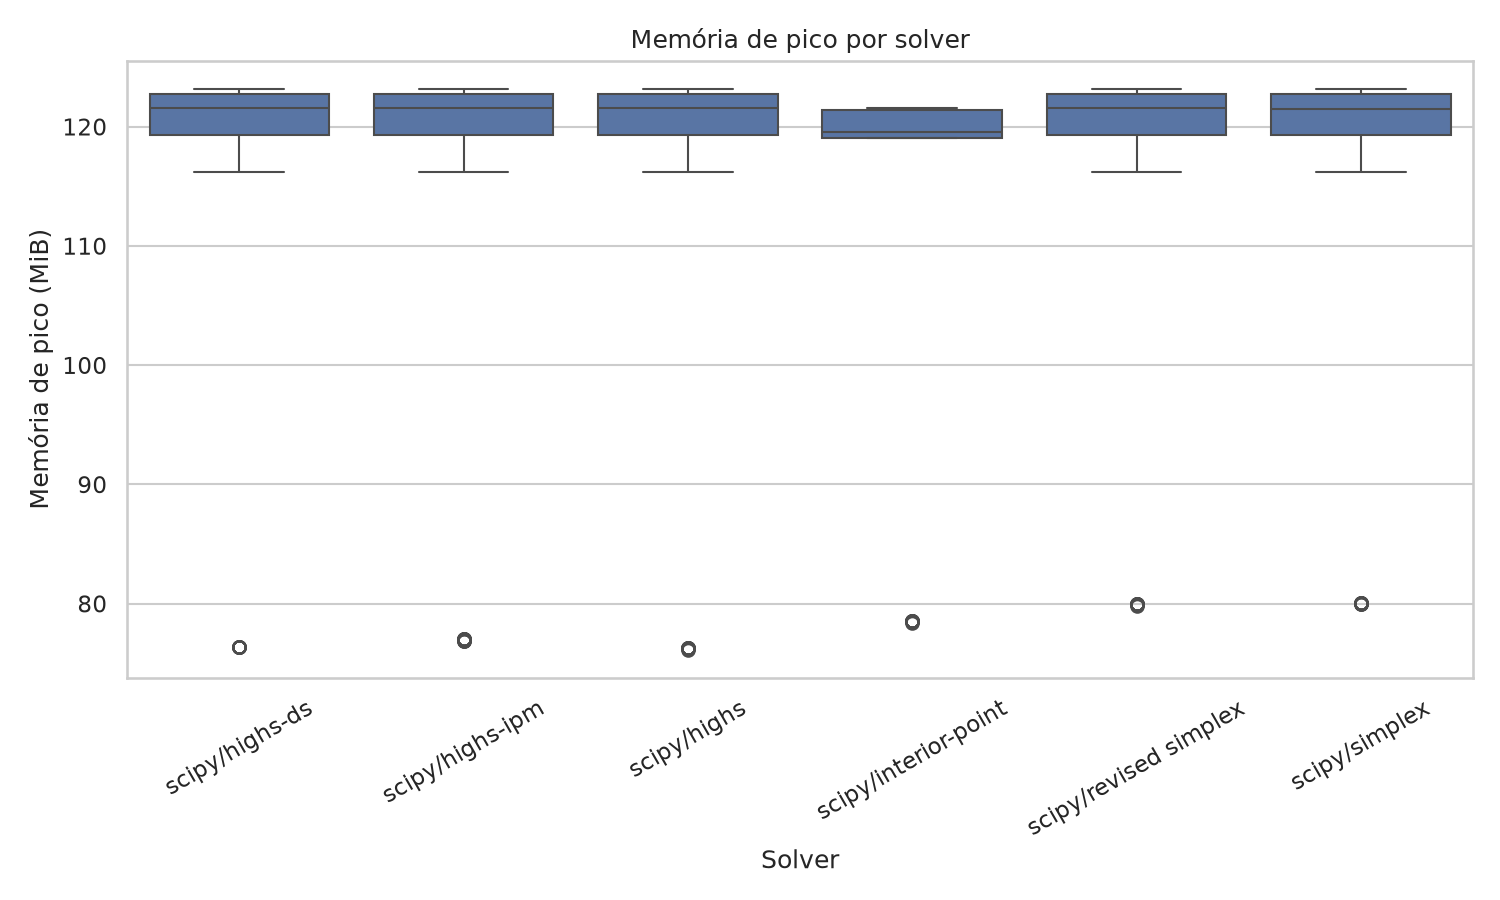 Memória de pico por solver
Memória de pico (MiB)
120
110
100
90
80
scipy/highs-ds
scipy/highs-ipm
scipy/highs
scipy/interior-point
scipy/revised simplex
scipy/simplex
Solver